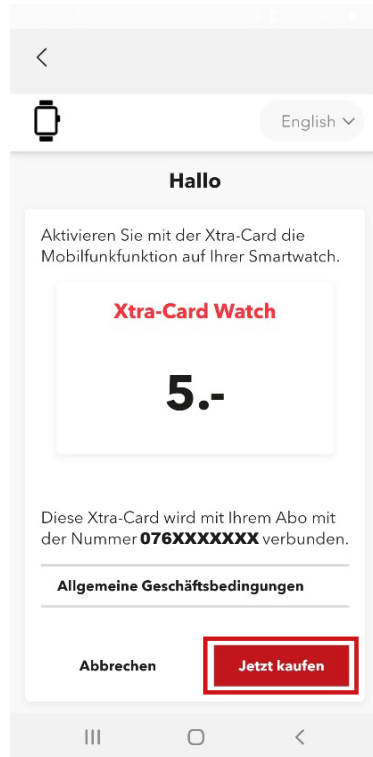 English
Hallo
Aktivieren Sie mit der Xtra-Card die
Mobilfunkfunktion auf Ihrer Smartwatch.
Xtra-Card Watch
5.-
Diese Xtra-Card wird mit Ihrem Abo mit
der Nummer 076XXXXXXX verbunden.
Allgemeine Geschäftsbedingungen
Abbrechen
Jetzt kaufen